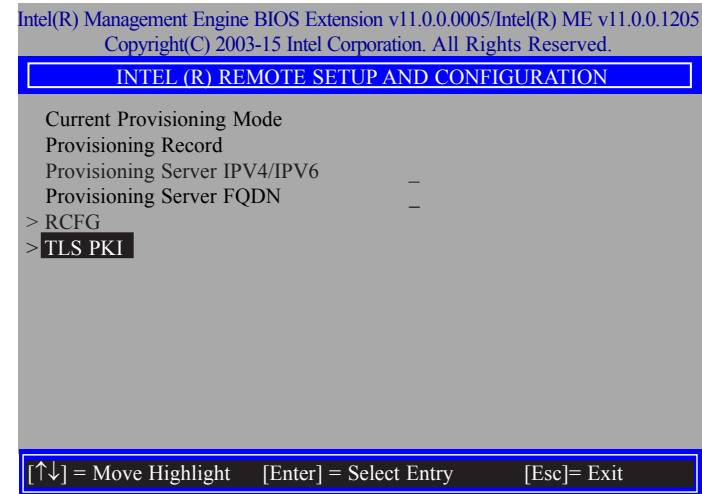 Intel(R) Management Engine BIOS Extension v11.0.0.0005/Intel(R) ME v11.0.0.1205
Copyright(C) 2003-15 Intel Corporation. All Rights Reserved.
INTEL (R) REMOTE SETUP AND CONFIGURATION
Current Provisioning Mode
Provisioning Record
Provisioning Server IPV4/IPV6 _
Provisioning Server FQDN _
> RCFG
> TLS PKI
[↑↓] = Move Highlight [Enter] = Select Entry [Esc]= Exit